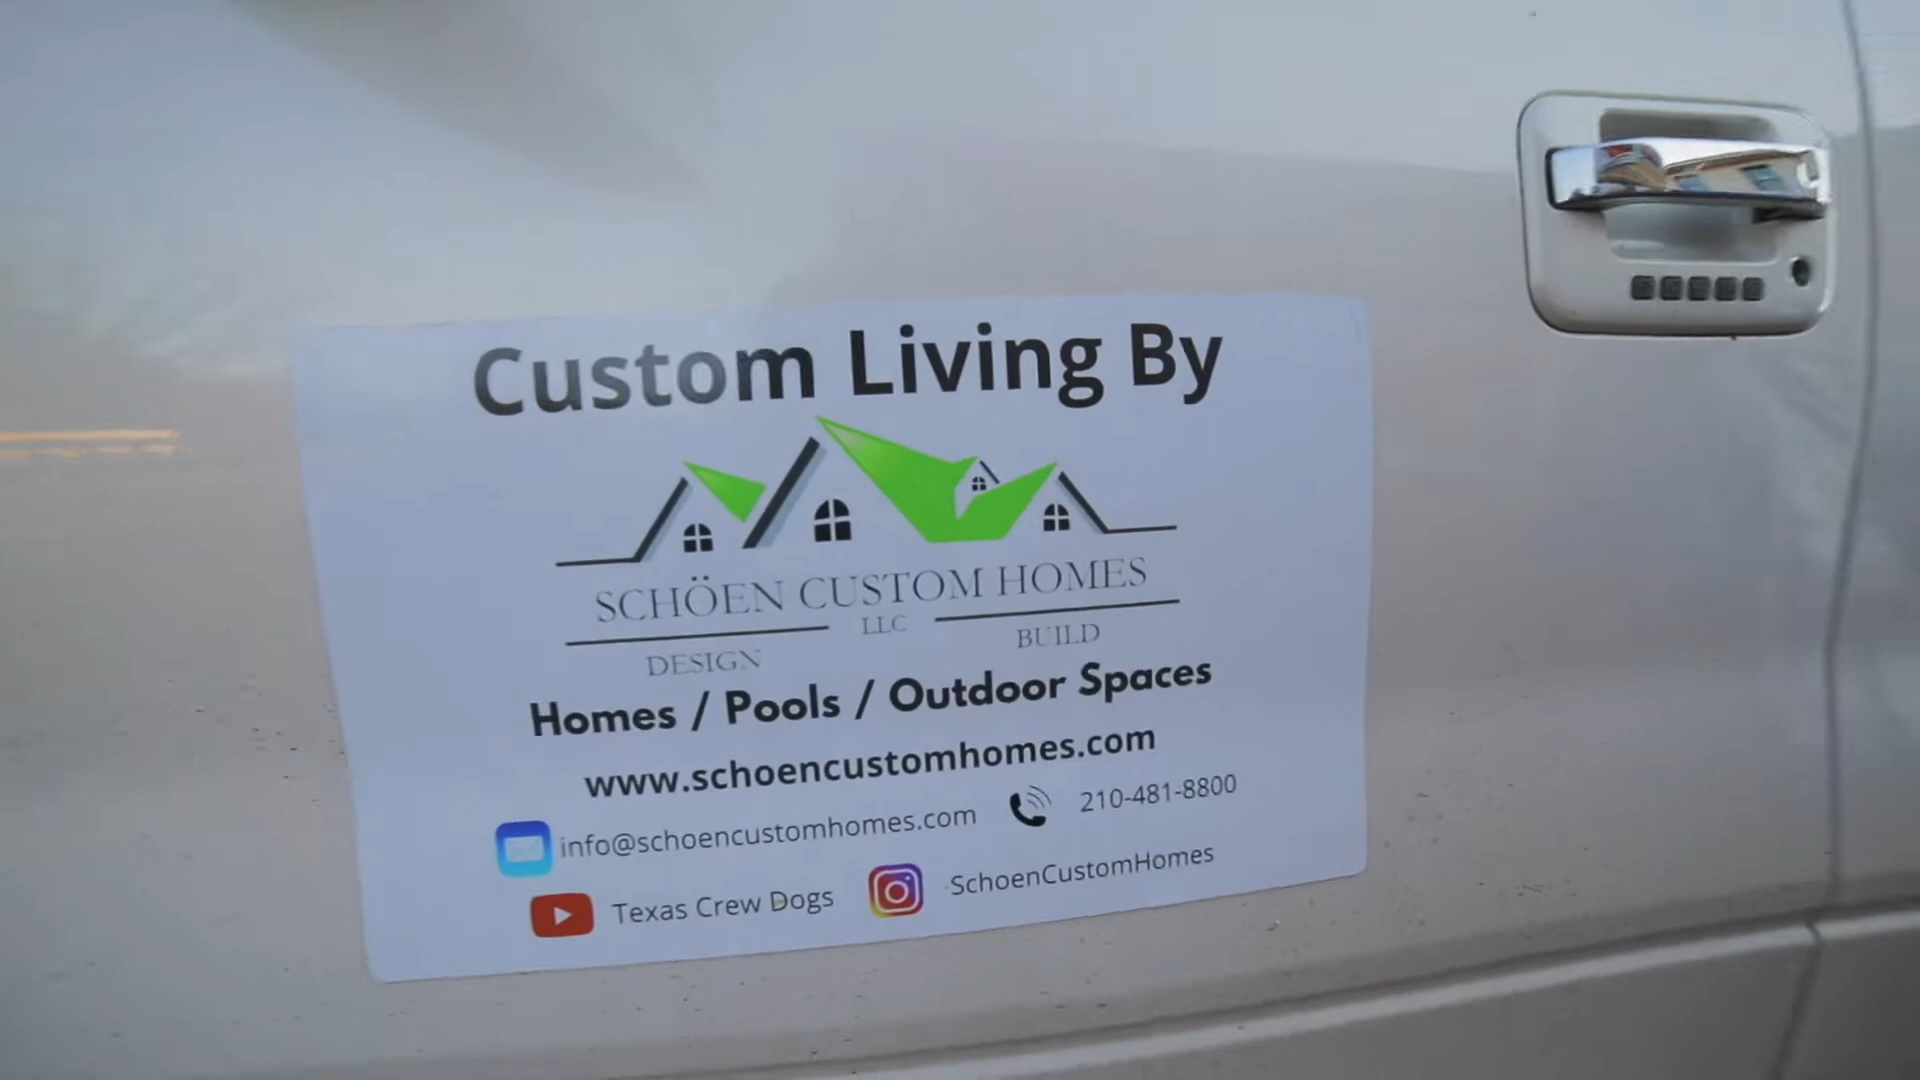 Custom Living By
SCHÖEN CUSTOM HOMES
LLC
DESIGN BUILD
Homes / Pools / Outdoor Spaces
www.schoencustomhomes.com
info@schoencustomhomes.com 210-481-8800
Texas Crew Dogs SchoenCustomHomes